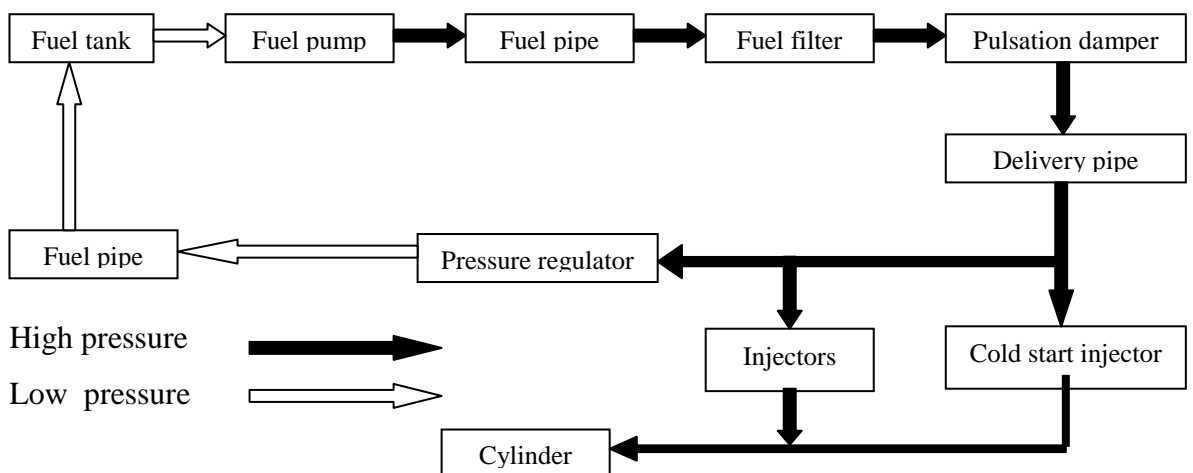 Fuel tank
Fuel pump
Fuel pipe
Fuel filter
Pulsation damper
Delivery pipe
Fuel pipe
Pressure regulator
High pressure
Injectors
Cold start injector
Low pressure
Cylinder